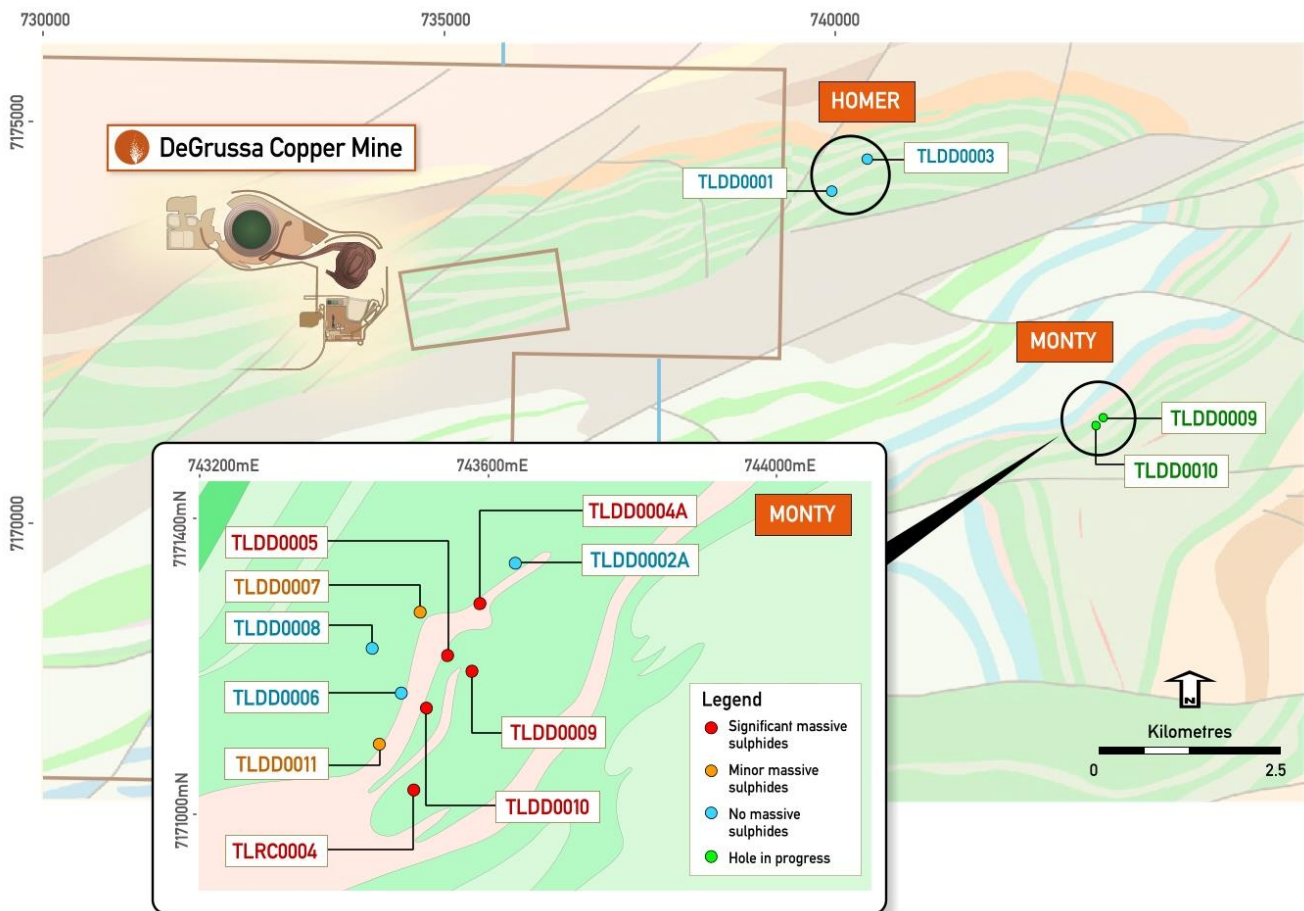 730000
735000
740000
7175000
7170000
DeGrussa Copper Mine
HOMER
TLDD0003
TLDD0001
MONTY
TLDD0009
TLDD0010
743200mE
743600mE
744000mE
7171400mN
7171000mN
MONTY
TLDD0004A
TLDD0005
TLDD0002A
TLDD0007
TLDD0008
TLDD0006
TLDD0009
TLDD0011
TLDD0010
TLRC0004
Legend
Significant massive
sulphides
Minor massive
sulphides
No massive
sulphides
Hole in progress
N
Kilometres
0
2.5